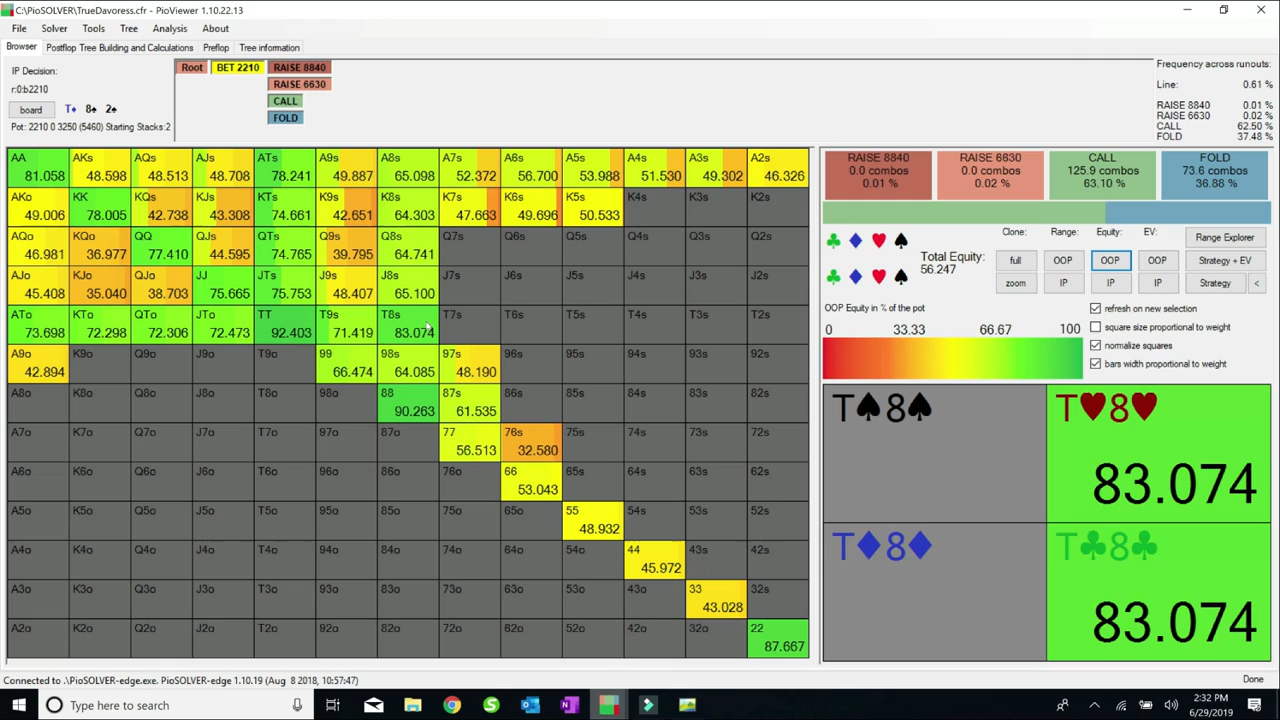 C:\PioSOLVER\TrueDavoress.cfr - PioViewer 1.10.22.13
File Solver Tools Tree Analysis About
Browser Postflop Tree Building and Calculations Preflop Tree information
IP Decision:
r:0:b2210
board T♦ 8♠ 2♠
Pot: 2210 0 3250 (5460) Starting Stacks:2
Root BET 2210 RAISE 8840
RAISE 6630
CALL
FOLD
Frequency across runouts:
Line: 0.61 %
RAISE 8840 0.01 %
RAISE 6630 0.02 %
CALL 62.50 %
FOLD 37.48 %
AA AKs AQs AJs ATs A9s A8s A7s A6s A5s A4s A3s A2s
81.058 48.598 48.513 48.708 78.241 49.887 65.098 52.372 56.700 53.988 51.530 49.302 46.326
AKo KK KQs KJs KTs K9s K8s K7s K6s K5s K4s K3s K2s
49.006 78.005 42.738 43.308 74.661 42.651 64.303 47.663 49.696 50.533
AQo KQo QQ QJs QTs Q9s Q8s Q7s Q6s Q5s Q4s Q3s Q2s
46.981 36.977 77.410 44.595 74.765 39.795 64.741
AJo KJo QJo JJ JTs J9s J8s J7s J6s J5s J4s J3s J2s
45.408 35.040 38.703 75.665 75.753 48.407 65.100
ATo KTo QTo JTo TT T9s T8s T7s T6s T5s T4s T3s T2s
73.698 72.298 72.306 72.473 92.403 71.419 83.074
A9o K9o Q9o J9o T9o 99 98s 97s 96s 95s 94s 93s 92s
42.894 66.474 64.085 48.190
A8o K8o Q8o J8o T8o 98o 88 87s 86s 85s 84s 83s 82s
90.263 61.535
A7o K7o Q7o J7o T7o 97o 87o 77 76s 75s 74s 73s 72s
56.513 32.580
A6o K6o Q6o J6o T6o 96o 86o 76o 66 65s 64s 63s 62s
53.043
A5o K5o Q5o J5o T5o 95o 85o 75o 65o 55 54s 53s 52s
48.932
A4o K4o Q4o J4o T4o 94o 84o 74o 64o 54o 44 43s 42s
45.972
A3o K3o Q3o J3o T3o 93o 83o 73o 63o 53o 43o 33 32s
43.028
A2o K2o Q2o J2o T2o 92o 82o 72o 62o 52o 42o 32o 22
87.667
RAISE 8840 RAISE 6630 CALL FOLD
0.0 combos 0.0 combos 125.9 combos 73.6 combos
0.01 % 0.02 % 63.10 % 36.88 %
♣ ♦ ♥ ♠
♣ ♦ ♥ ♠
Total Equity:
56.247
Clone: Range: Equity: EV: Range Explorer
full OOP OOP OOP Strategy + EV
zoom IP IP IP Strategy <
OOP Equity in % of the pot
0 33.33 66.67 100
refresh on new selection
square size proportional to weight
nomalize squares
bars width proportional to weight
T♠8♠ T♥8♥
83.074
T♦8♦ T♣8♣
83.074
Connected to .\PioSOLVER-edge.exe. PioSOLVER-edge 1.10.19 (Aug 8 2018, 10:57:47) Done
Type here to search
2:32 PM
6/29/2019